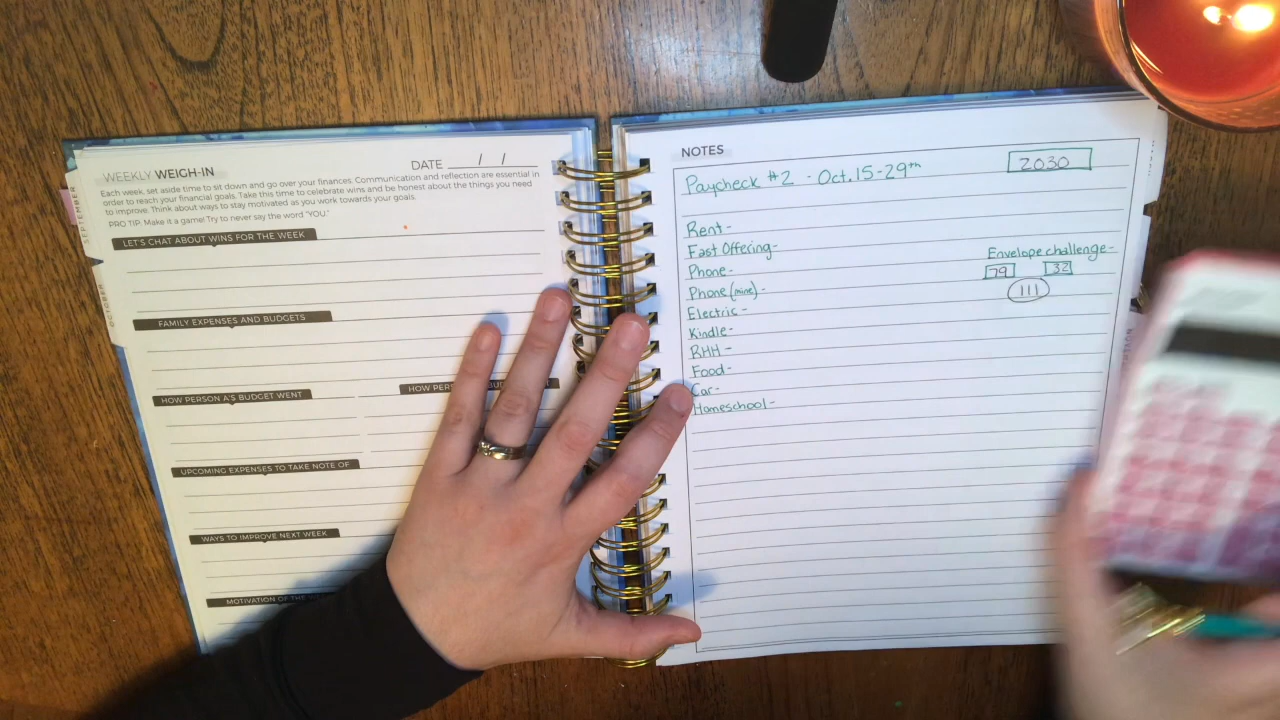 WEEKLY WEIGH-IN
DATE / /
Each week, set aside time to sit down and go over your finances. Communication and reflection are essential in
order to reach your financial goals. Take this time to celebrate wins and be honest about the things you need
to improve. Think about ways to stay motivated as you work towards your goals.
PRO TIP: Make it a game! Try to never say the word "YOU."
LET'S CHAT ABOUT WINS FOR THE WEEK
FAMILY EXPENSES AND BUDGETS
HOW PERSON A'S BUDGET WENT
HOW
UPCOMING EXPENSES TO TAKE NOTE OF
WAYS TO IMPROVE NEXT WEEK
MOTIVATION OF THE
SEPTEMBER
OCTOBER
NOTES
Paycheck #2 - Oct. 15-29th
2030
Rent-
Fast Offering-
Phone-
Phone (mine)-
Electric-
Kindle-
RHH-
Food-
Car-
Homeschool-
Envelope challenge-
79 32
111